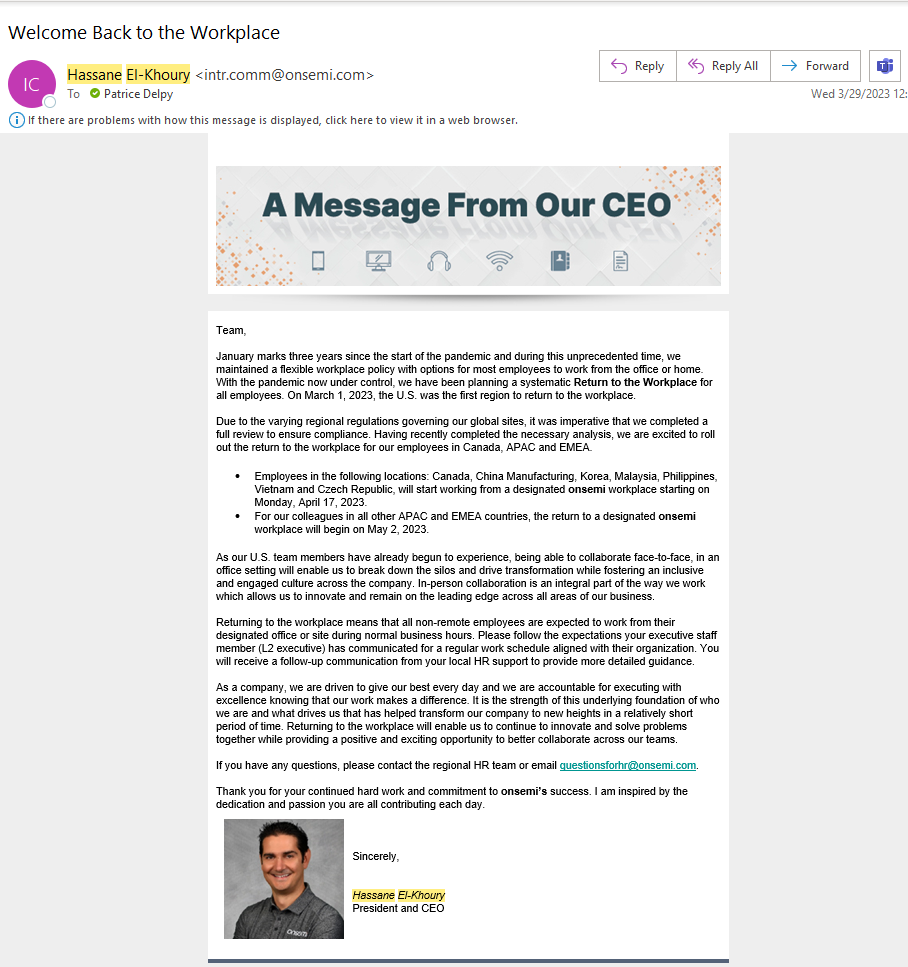 Welcome Back to the Workplace
IC
Hassane El-Khoury <intr.comm@onsemi.com>
To Patrice Delpy
Reply
Reply All
Forward
Wed 3/29/2023 12:
If there are problems with how this message is displayed, click here to view it in a web browser.
A Message From Our CEO
Team,
January marks three years since the start of the pandemic and during this unprecedented time, we
maintained a flexible workplace policy with options for most employees to work from the office or home.
With the pandemic now under control, we have been planning a systematic Return to the Workplace for
all employees. On March 1, 2023, the U.S. was the first region to return to the workplace.
Due to the varying regional regulations governing our global sites, it was imperative that we completed a
full review to ensure compliance. Having recently completed the necessary analysis, we are excited to roll
out the return to the workplace for our employees in Canada, APAC and EMEA.
• Employees in the following locations: Canada, China Manufacturing, Korea, Malaysia, Philippines,
Vietnam and Czech Republic, will start working from a designated onsemi workplace starting on
Monday, April 17, 2023.
• For our colleagues in all other APAC and EMEA countries, the return to a designated onsemi
workplace will begin on May 2, 2023.
As our U.S. team members have already begun to experience, being able to collaborate face-to-face, in an
office setting will enable us to break down the silos and drive transformation while fostering an inclusive
and engaged culture across the company. In-person collaboration is an integral part of the way we work
which allows us to innovate and remain on the leading edge across all areas of our business.
Returning to the workplace means that all non-remote employees are expected to work from their
designated office or site during normal business hours. Please follow the expectations your executive staff
member (L2 executive) has communicated for a regular work schedule aligned with their organization. You
will receive a follow-up communication from your local HR support to provide more detailed guidance.
As a company, we are driven to give our best every day and we are accountable for executing with
excellence knowing that our work makes a difference. It is the strength of this underlying foundation of who
we are and what drives us that has helped transform our company to new heights in a relatively short
period of time. Returning to the workplace will enable us to continue to innovate and solve problems
together while providing a positive and exciting opportunity to better collaborate across our teams.
If you have any questions, please contact the regional HR team or email questionsforhr@onsemi.com.
Thank you for your continued hard work and commitment to onsemi's success. I am inspired by the
dedication and passion you are all contributing each day.
onsemi
Sincerely,
Hassane El-Khoury
President and CEO